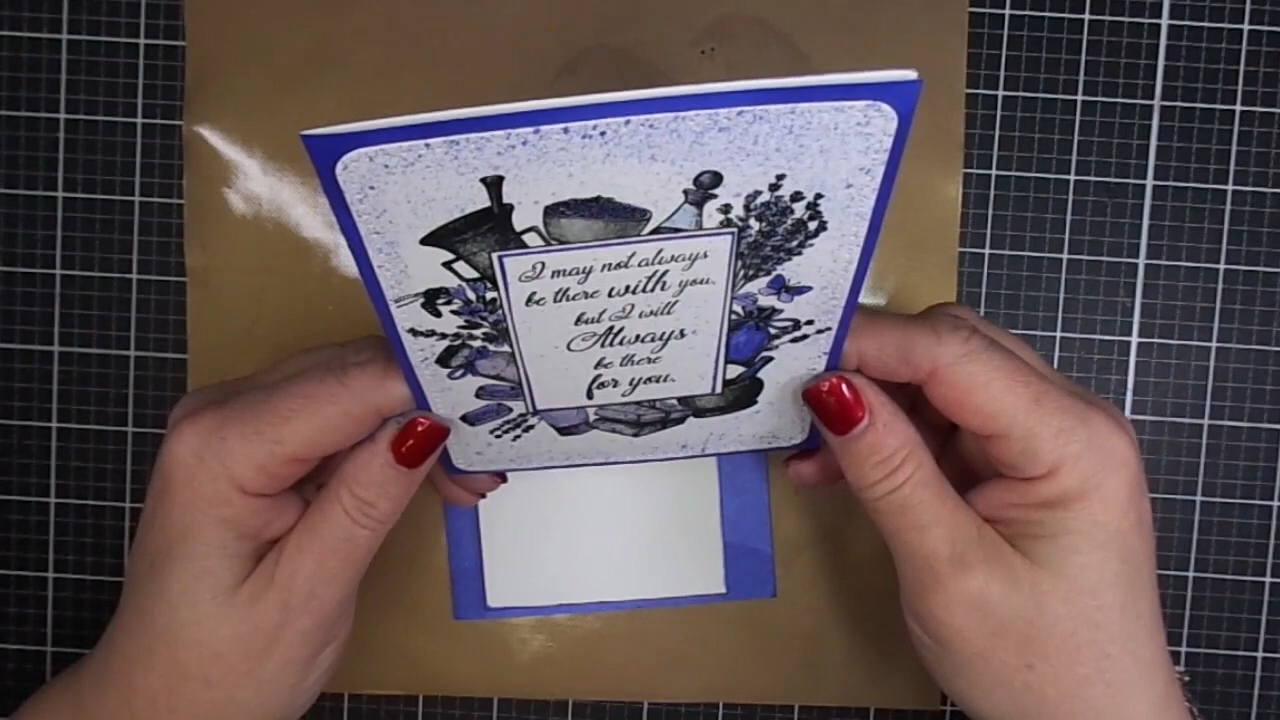 I may not always
be there with you,
but I will
Always
be there
for you.